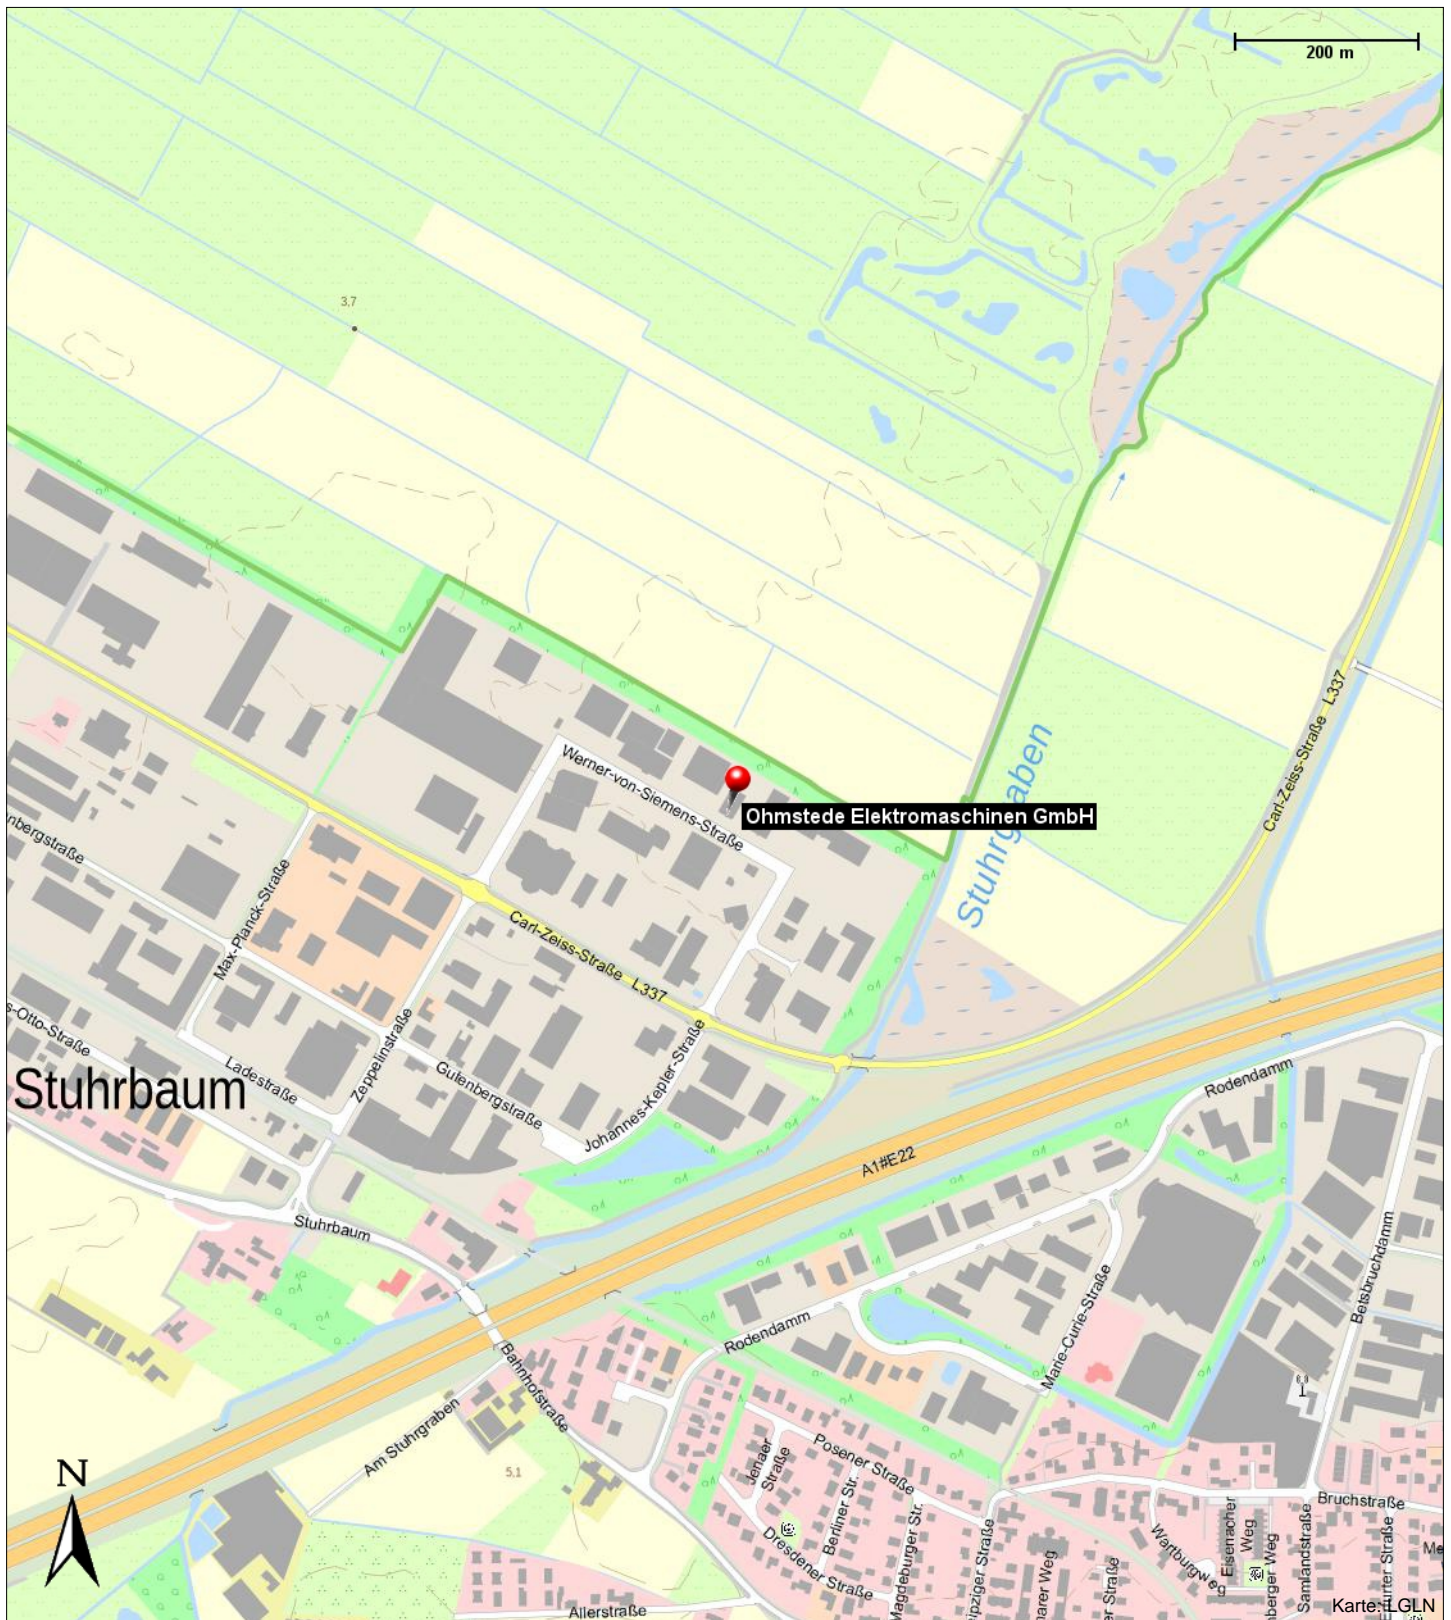 200 m
3,7
Werner-von-Siemens-Straße
Ohmstede Elektromaschinen GmbH
Stuhrgraben
Carl-Zeiss-Straße L337
Carl-Zeiss-Straße L337
Max-Planck-Straße
Zeppelinstraße
Ladestraße
Gutenbergstraße
Johannes-Kepler-Straße
Stuhrbaum
Stuhrbaum
A1#E22
Rodendamm
Rodendamm
Marie-Curie-Straße
Betsbruchdamm
Bahnhofstraße
Am Stuhrgraben
5,1
Jenaer
Straße
Posener Straße
Berliner Str.
Dresdener Straße
Magdeburger Str.
Bruchstraße
Wartburgweg
Eisenacher
Weg
Samlandstraße
Allerstraße
N
Karte: LGLN